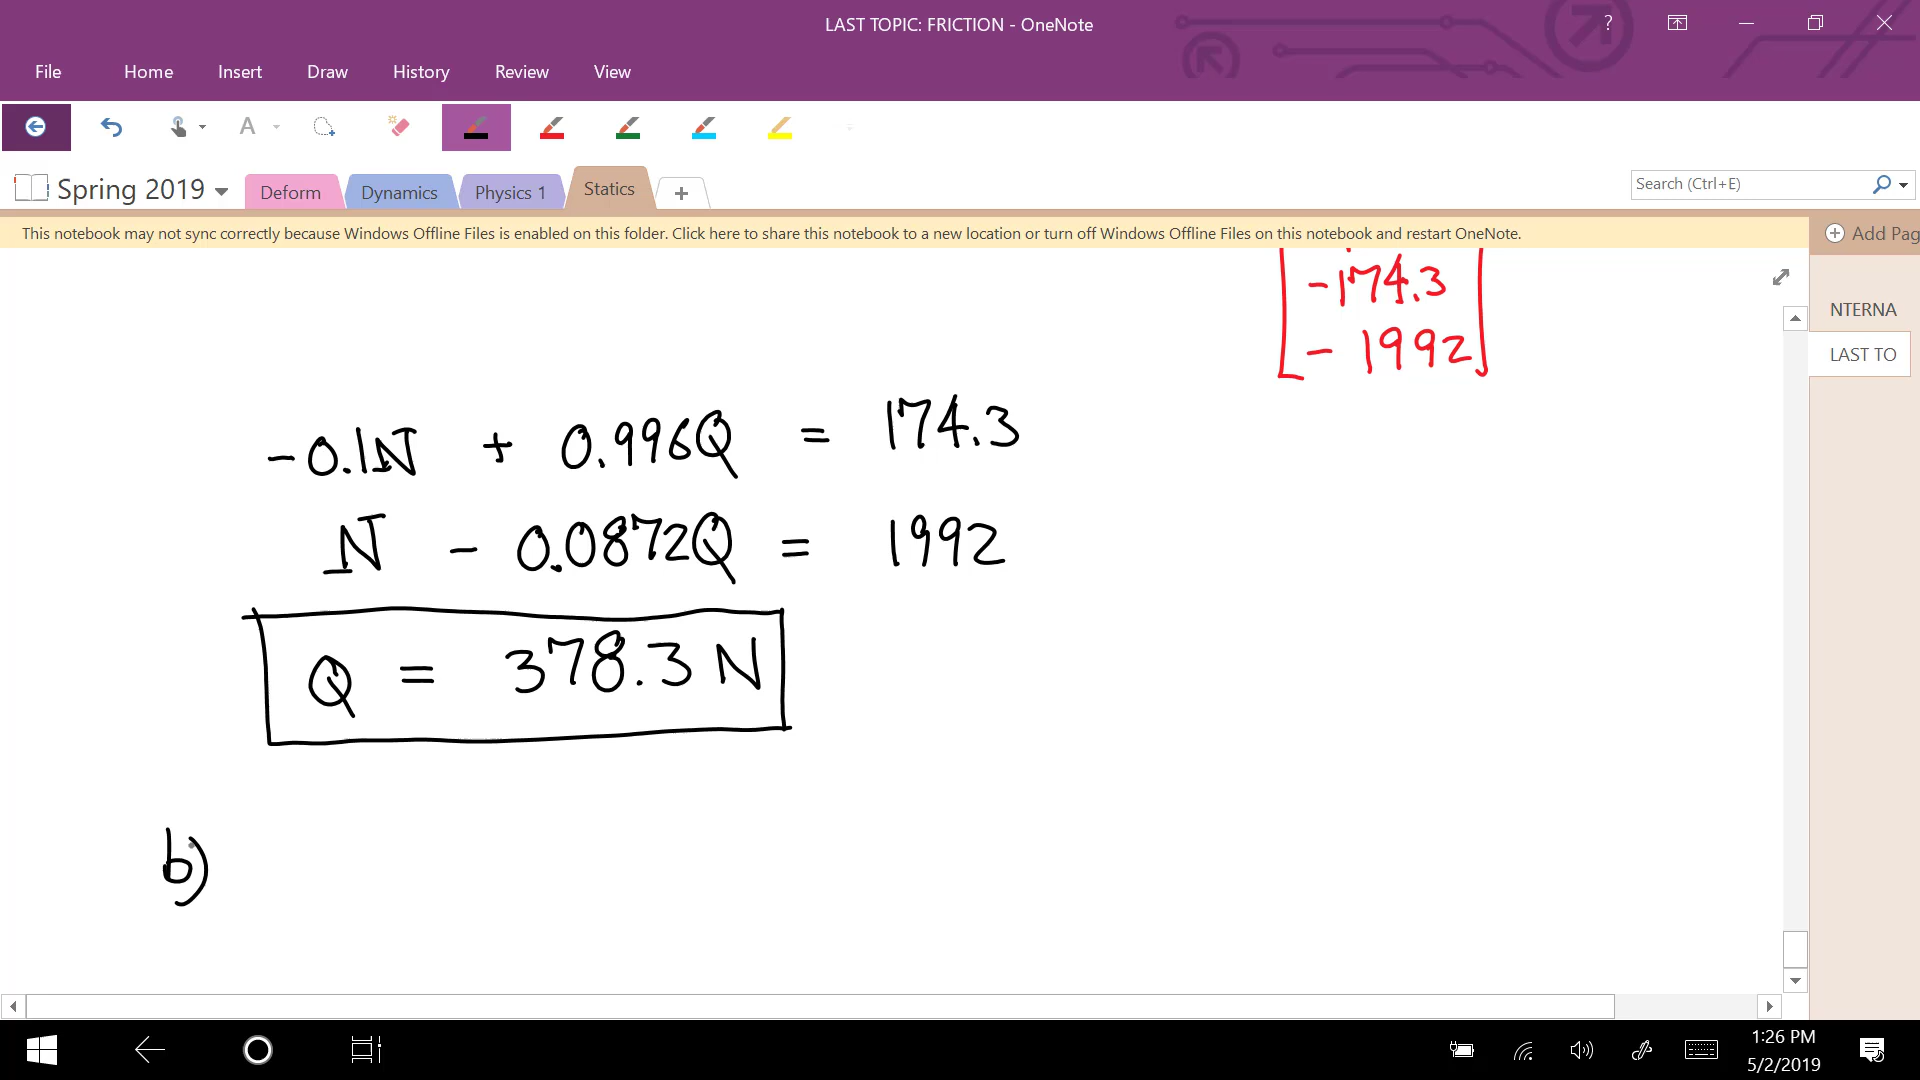 LAST TOPIC: FRICTION - OneNote
?
File Home Insert Draw History Review View
A
Spring 2019 Deform Dynamics Physics 1 Statics +
Search (Ctrl+E)
This notebook may not sync correctly because Windows Offline Files is enabled on this folder. Click here to share this notebook to a new location or turn off Windows Offline Files on this notebook and restart OneNote.
Add Pag
NTERNA
LAST TO
-174.3
- 1992
-0.1N + 0.996Q = 174.3
N - 0.0872Q = 1992
Q = 378.3 N
b)
1:26 PM
5/2/2019